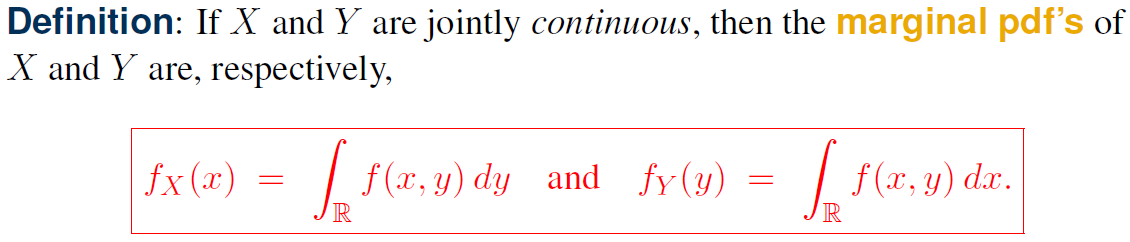 Definition: If X and Y are jointly continuous, then the marginal pdf's of
X and Y are, respectively,
f_X(x) = ∫_ℝ f(x, y) dy and f_Y(y) = ∫_ℝ f(x, y) dx.